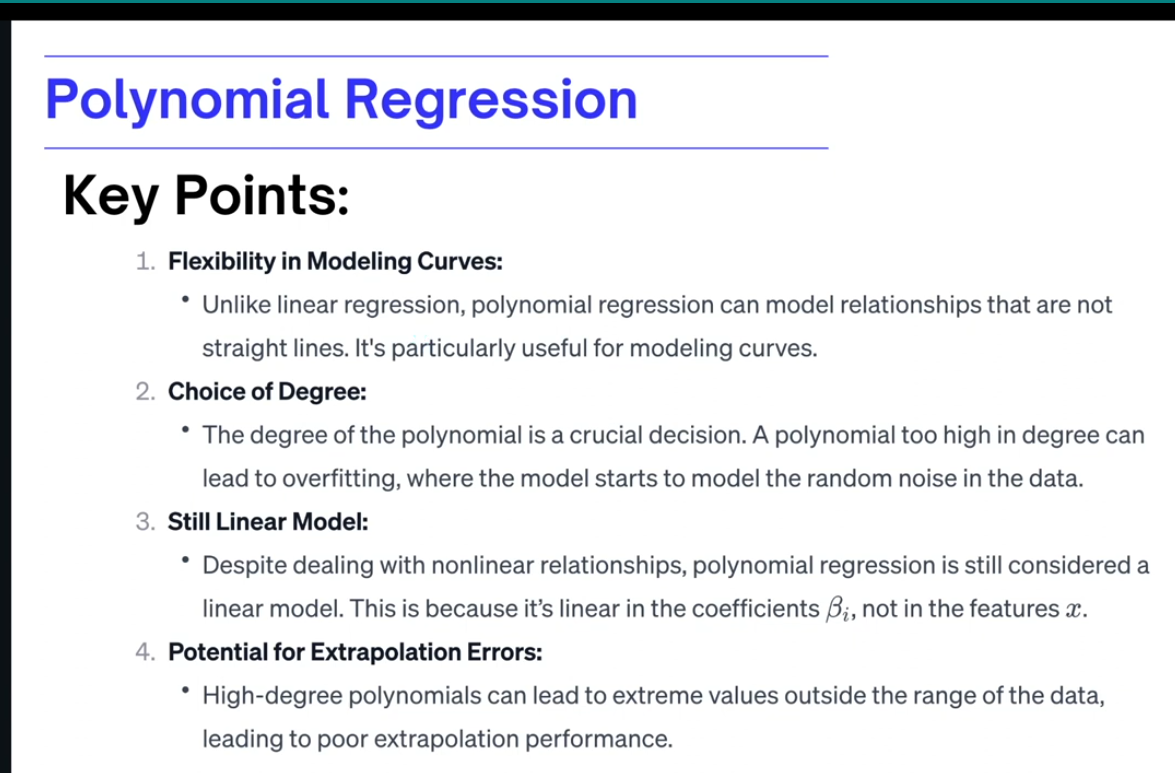 Polynomial Regression
Key Points:
1. Flexibility in Modeling Curves:
• Unlike linear regression, polynomial regression can model relationships that are not
straight lines. It's particularly useful for modeling curves.
2. Choice of Degree:
• The degree of the polynomial is a crucial decision. A polynomial too high in degree can
lead to overfitting, where the model starts to model the random noise in the data.
3. Still Linear Model:
• Despite dealing with nonlinear relationships, polynomial regression is still considered a
linear model. This is because it’s linear in the coefficients βᵢ, not in the features x.
4. Potential for Extrapolation Errors:
• High-degree polynomials can lead to extreme values outside the range of the data,
leading to poor extrapolation performance.